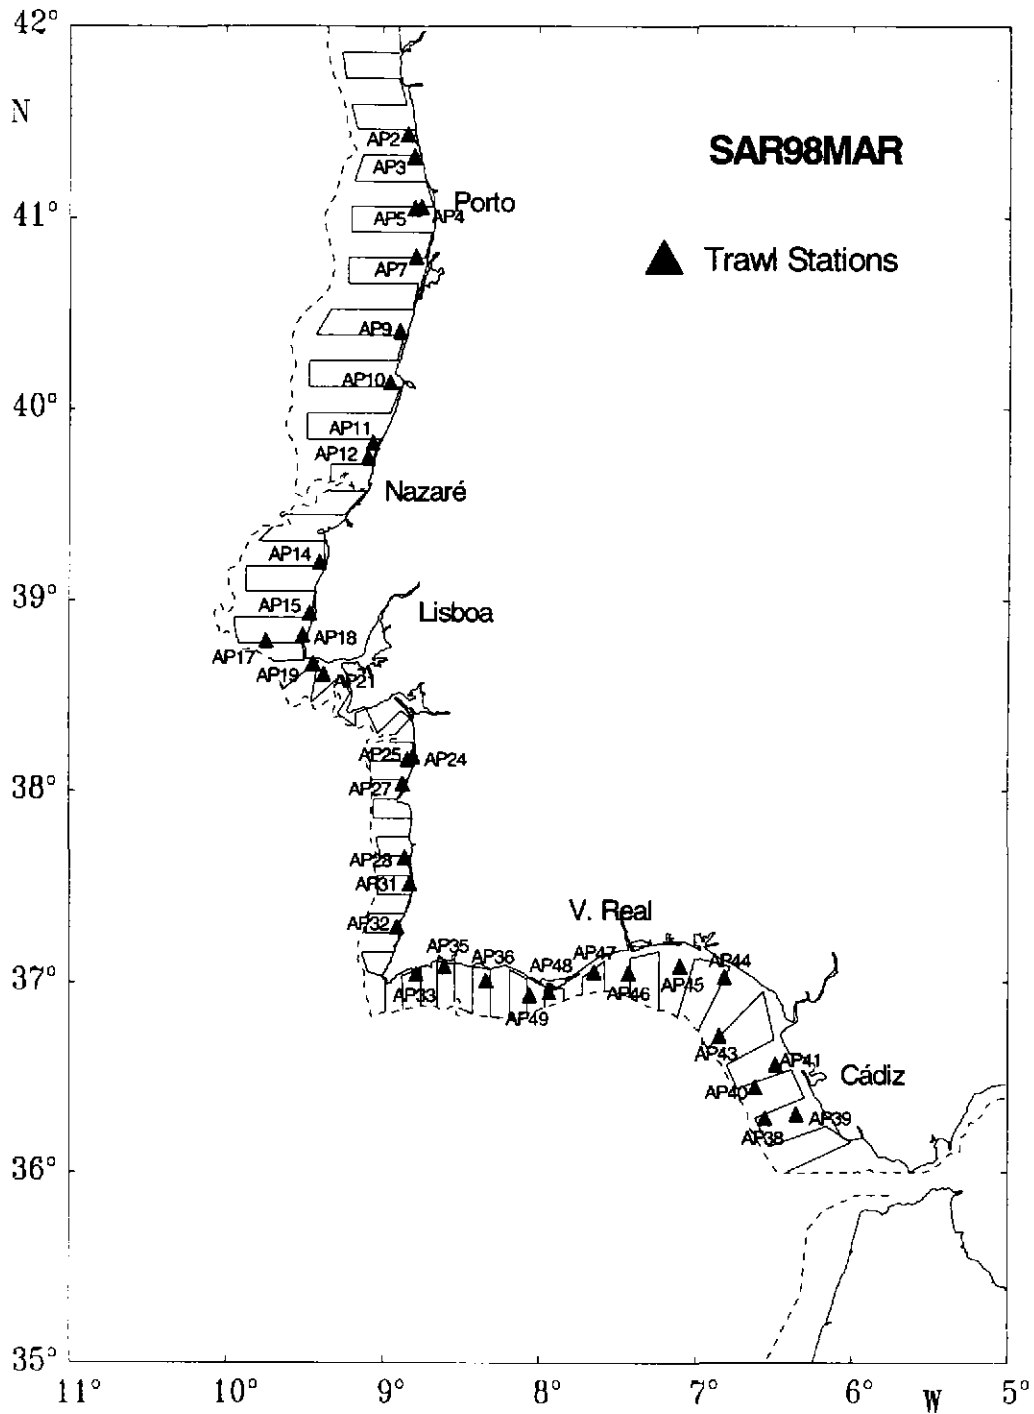 42°
N
AP2
SAR98MAR
AP3
Porto
41°
AP5
AP4
AP7
Trawl Stations
AP9
AP10
40°
AP11
AP12
Nazaré
AP14
39°
AP15
Lisboa
AP18
AP17
AP19
AP21
AP25
AP24
38°
AP27
AP28
AP31
V. Real
AP32
AP35
AP36
AP47
AP44
AP48
37°
AP33
AP46
AP45
AP49
AP43
AP41
Cádiz
AP40
AP39
AP38
36°
35°
11°
10°
9°
8°
7°
6°
W
5°